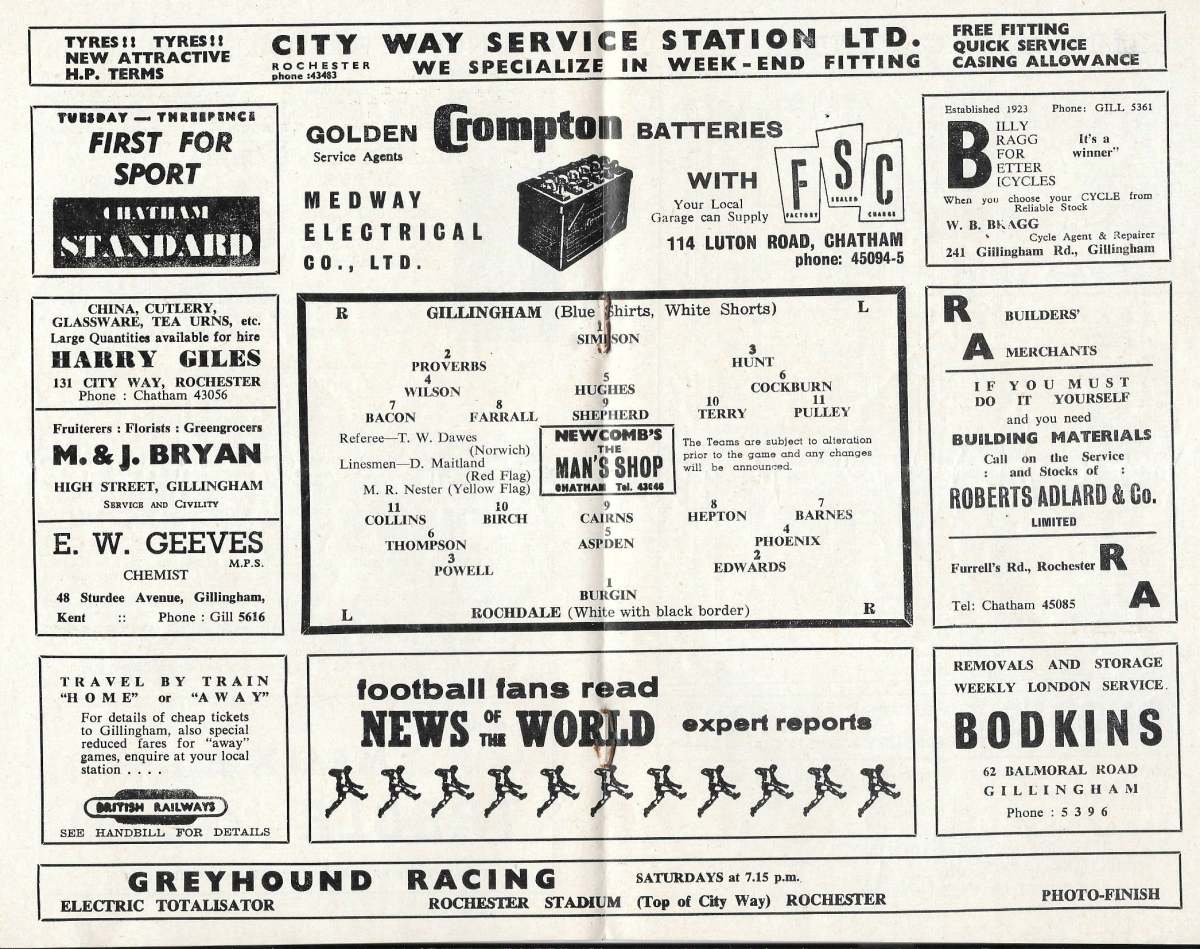 TYRES!! TYRES!!
NEW ATTRACTIVE
H.P. TERMS
CITY WAY SERVICE STATION LTD.
ROCHESTER
phone :43483
WE SPECIALIZE IN WEEK-END FITTING
FREE FITTING
QUICK SERVICE
CASING ALLOWANCE
TUESDAY — THREEPENCE
FIRST FOR
SPORT
CHATHAM
STANDARD
GOLDEN Crompton BATTERIES
Service Agents
MEDWAY
ELECTRICAL
CO., LTD.
WITH
Your Local
Garage can Supply
F S C
FACTORY SEALED CHARGE
114 LUTON ROAD, CHATHAM
phone: 45094-5
Established 1923 Phone: GILL 5361
BILLY
RAGG
FOR
ETTER
ICYCLES
It's a
winner"
When you choose your CYCLE from
Reliable Stock
W. B. BRAGG
Cycle Agent & Repairer
241 Gillingham Rd., Gillingham
CHINA, CUTLERY,
GLASSWARE, TEA URNS, etc.
Large Quantities available for hire
HARRY GILES
131 CITY WAY, ROCHESTER
Phone : Chatham 43056
Fruiterers : Florists : Greengrocers
M. & J. BRYAN
HIGH STREET, GILLINGHAM
SERVICE AND CIVILITY
E. W. GEEVES
M.P.S.
CHEMIST
48 Sturdee Avenue, Gillingham,
Kent :: Phone : Gill 5616
R GILLINGHAM (Blue Shirts, White Shorts) L
1
SIMPSON
2 3
PROVERBS HUNT
4 5 6
WILSON HUGHES COCKBURN
7 8 9 10 11
BACON FARRALL SHEPHERD TERRY PULLEY
Referee—T. W. Dawes
(Norwich)
Linesmen—D. Maitland
(Red Flag)
M. R. Nester (Yellow Flag)
NEWCOMB'S
THE
MAN'S SHOP
CHATHAM Tel. 43646
The Teams are subject to alteration
prior to the game and any changes
will be announced.
11 10 9 8 7
COLLINS BIRCH CAIRNS HEPTON BARNES
6 5 4
THOMPSON ASPDEN PHOENIX
3 2
POWELL EDWARDS
1
BURGIN
L ROCHDALE (White with black border) R
R BUILDERS'
A MERCHANTS
IF YOU MUST
DO IT YOURSELF
and you need
BUILDING MATERIALS
Call on the Service
: and Stocks of :
ROBERTS ADLARD & Co.
LIMITED
Furrell's Rd., Rochester R
Tel: Chatham 45085 A
TRAVEL BY TRAIN
"HOME" or "AWAY"
For details of cheap tickets
to Gillingham, also special
reduced fares for "away"
games, enquire at your local
station . . . .
BRITISH RAILWAYS
SEE HANDBILL FOR DETAILS
football fans read
NEWS OF THE WORLD expert reports
REMOVALS AND STORAGE
WEEKLY LONDON SERVICE.
BODKINS
62 BALMORAL ROAD
GILLINGHAM
Phone : 5396
GREYHOUND RACING SATURDAYS at 7.15 p.m.
ELECTRIC TOTALISATOR ROCHESTER STADIUM (Top of City Way) ROCHESTER PHOTO-FINISH